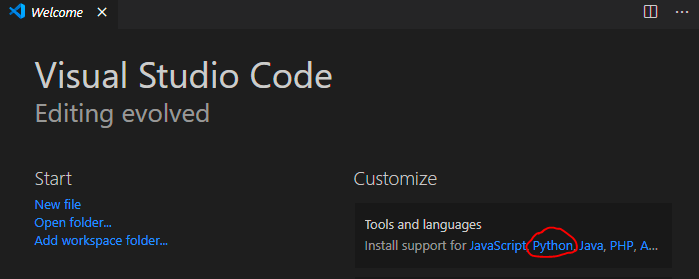 Welcome
Visual Studio Code
Editing evolved
Start
New file
Open folder...
Add workspace folder...
Customize
Tools and languages
Install support for JavaScript, Python, Java, PHP, A...